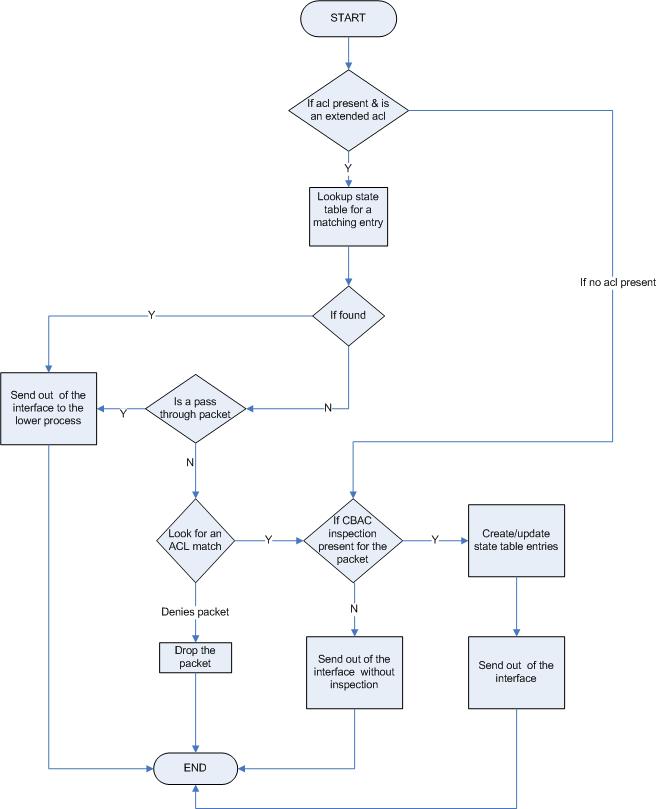 START
If acl present & is
an extended acl
Y
Lookup state
table for a
matching entry
If no acl present
If found
Y
N
Send out of the
interface to the
lower process
Y
Is a pass
through packet
N
Look for an
ACL match
Y
If CBAC
inspection
present for the
packet
Y
Create/update
state table entries
Denies packet
N
Drop the
packet
Send out of the
interface without
inspection
Send out of the
interface
END